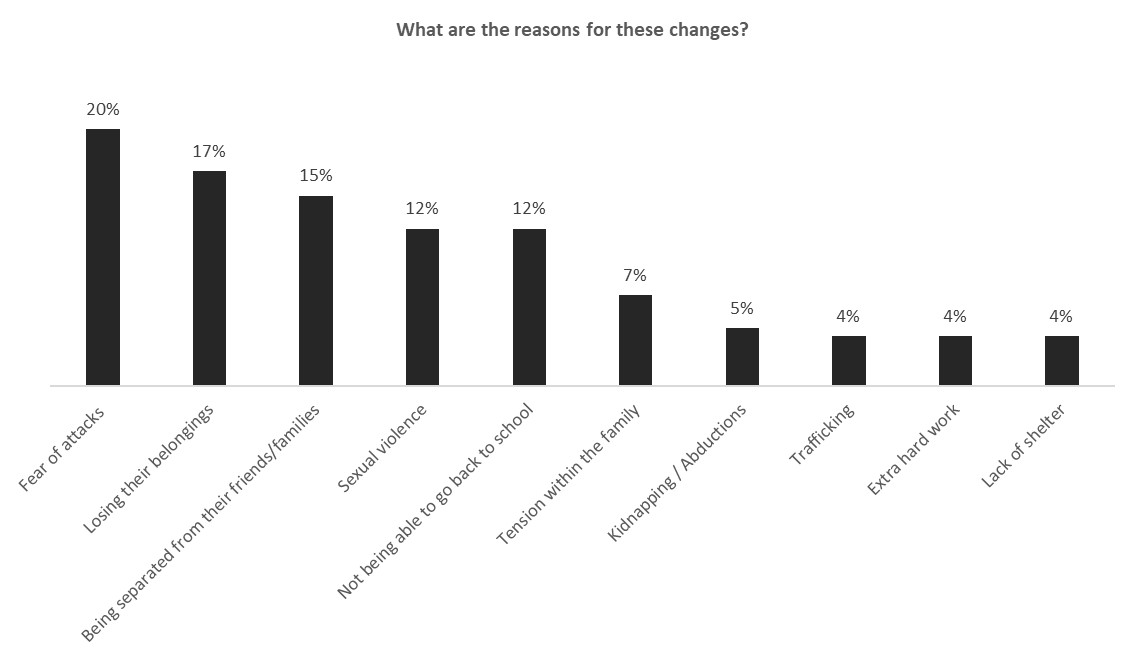 What are the reasons for these changes?
20%
17%
15%
12%
12%
7%
5%
4%
4%
4%
Fear of attacks
Losing their belongings
Being separated from their friends/families
Sexual violence
Not being able to go back to school
Tension within the family
Kidnapping / Abductions
Trafficking
Extra hard work
Lack of shelter